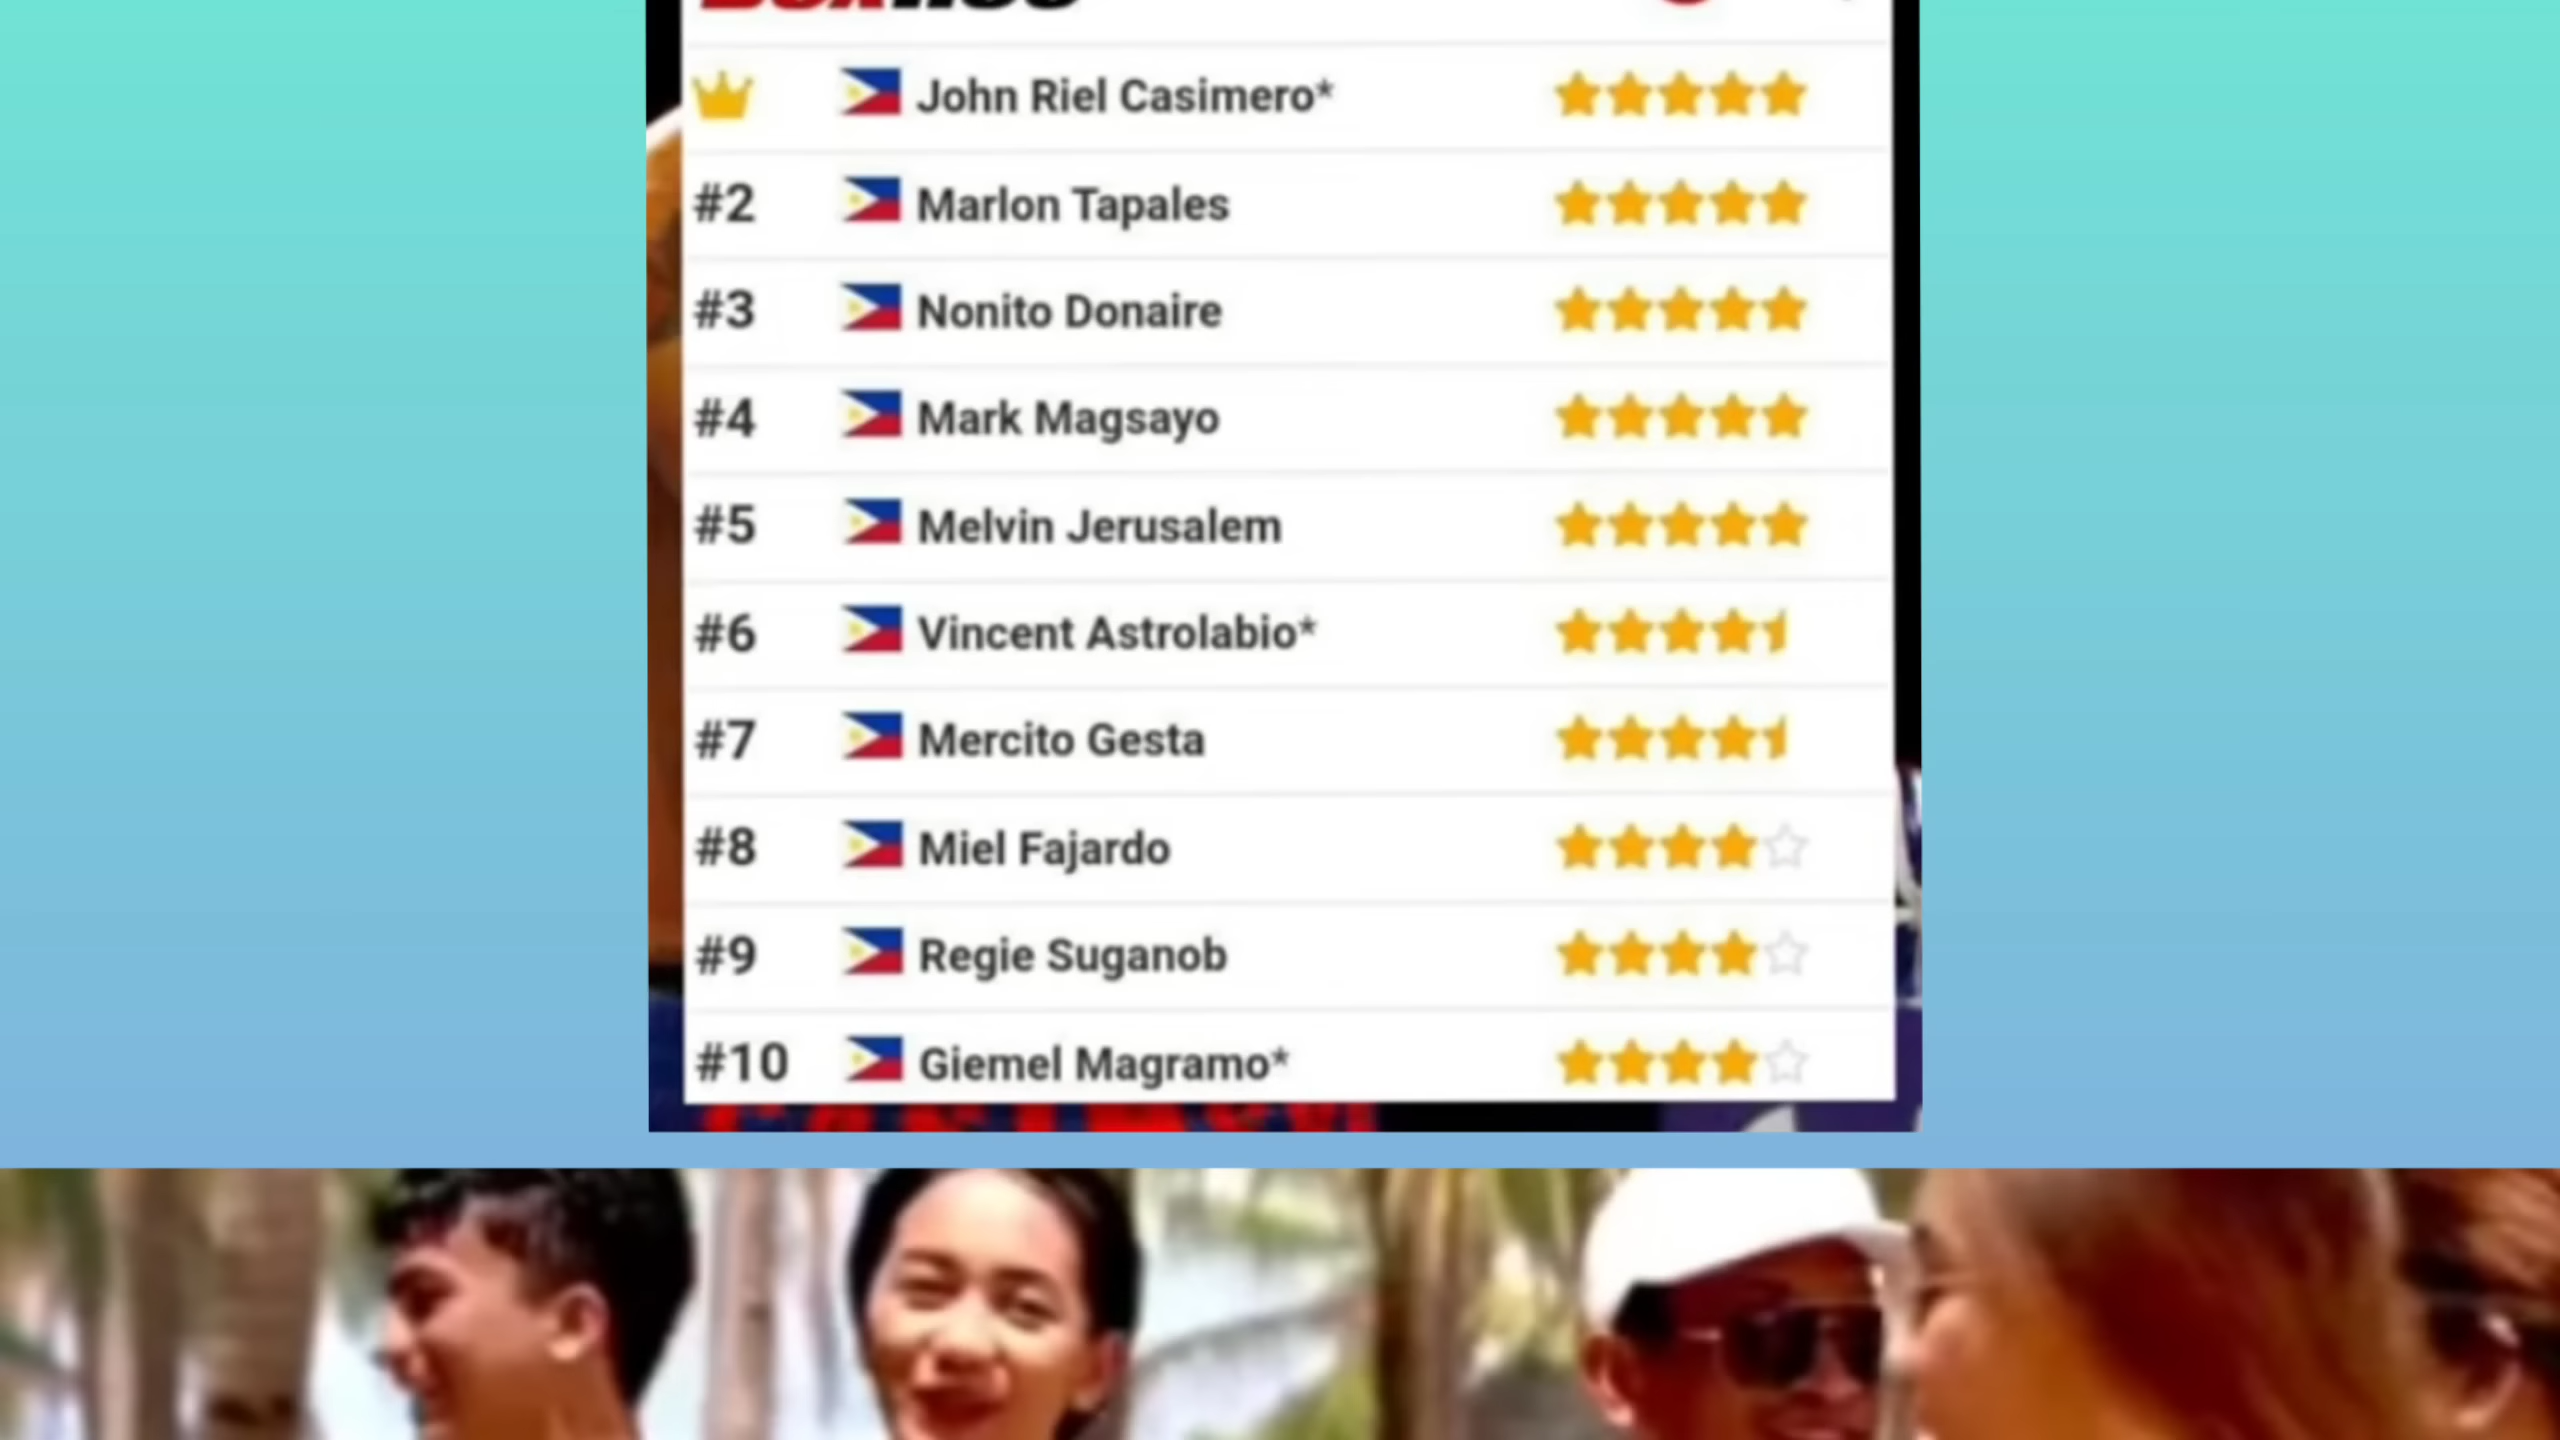 John Riel Casimero*
#2 Marlon Tapales
#3 Nonito Donaire
#4 Mark Magsayo
#5 Melvin Jerusalem
#6 Vincent Astrolabio*
#7 Mercito Gesta
#8 Miel Fajardo
#9 Regie Suganob
#10 Giemel Magramo*